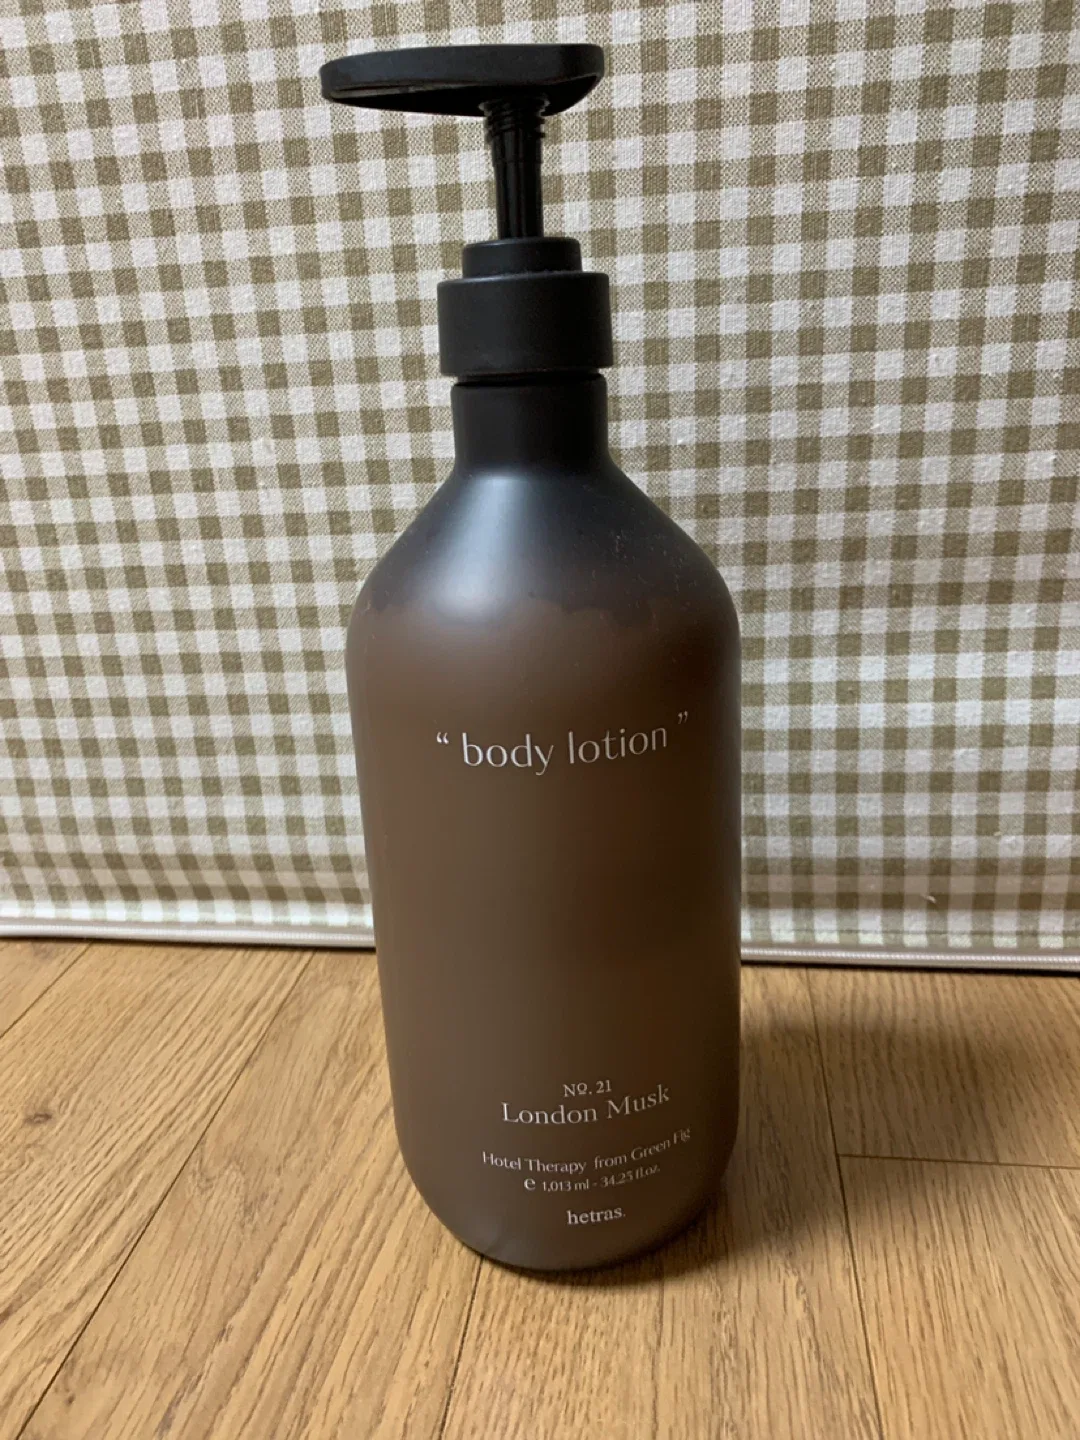 “ body lotion ”
Nº. 21
London Musk
Hotel Therapy from Green Fig
e 1,013 ml - 34.25 fl.oz.
hetras.